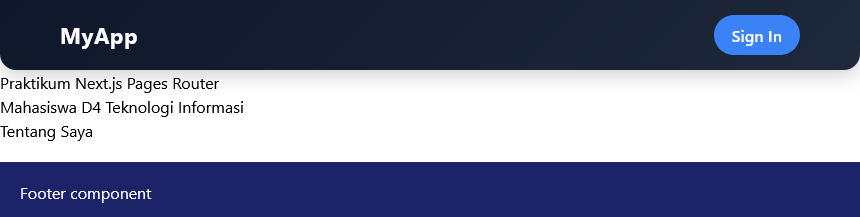 MyApp
Sign In
Praktikum Next.js Pages Router
Mahasiswa D4 Teknologi Informasi
Tentang Saya
Footer component